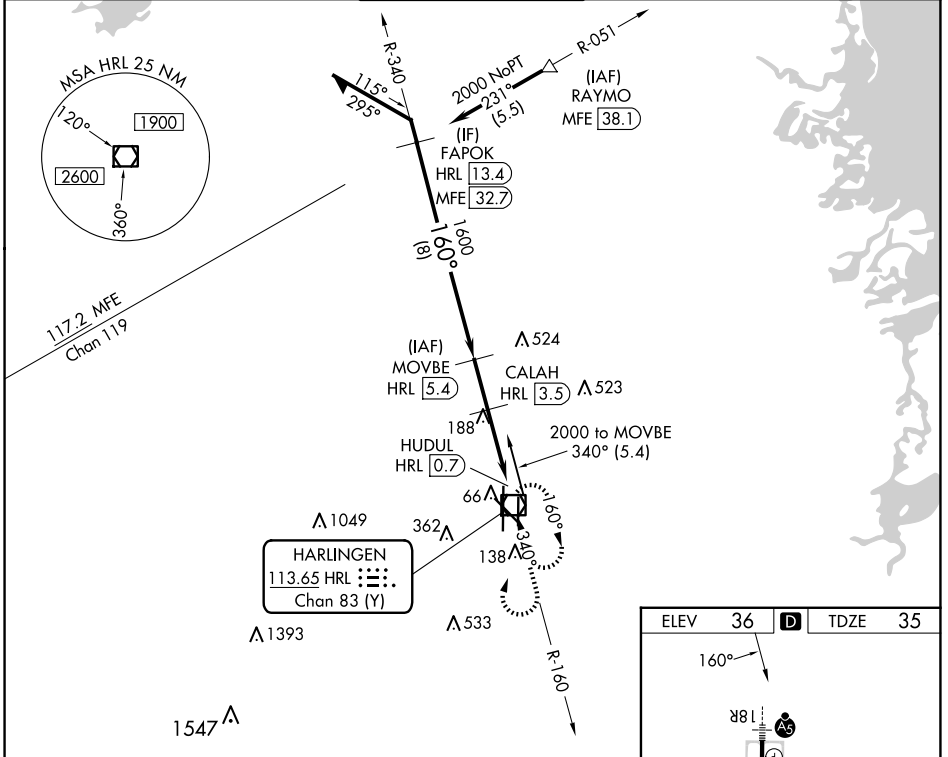 MSA HRL 25 NM
120°
1900
2600
360°
R-340
115°
295°
2000 NoPT
231°
(5.5)
R-051
(IAF)
RAYMO
MFE 38.1
(IF)
FAPOK
HRL 13.4
MFE 32.7
1600
160°
(8)
117.2 MFE
Chan 119
(IAF)
MOVBE
HRL 5.4
524
CALAH
HRL 3.5
523
188
HUDUL
HRL 0.7
2000 to MOVBE
340° (5.4)
66
160°
1049
362
138
340°
HARLINGEN
113.65 HRL
Chan 83 (Y)
1393
533
R-160
1547
ELEV 36 D TDZE 35
160°
18R
A5